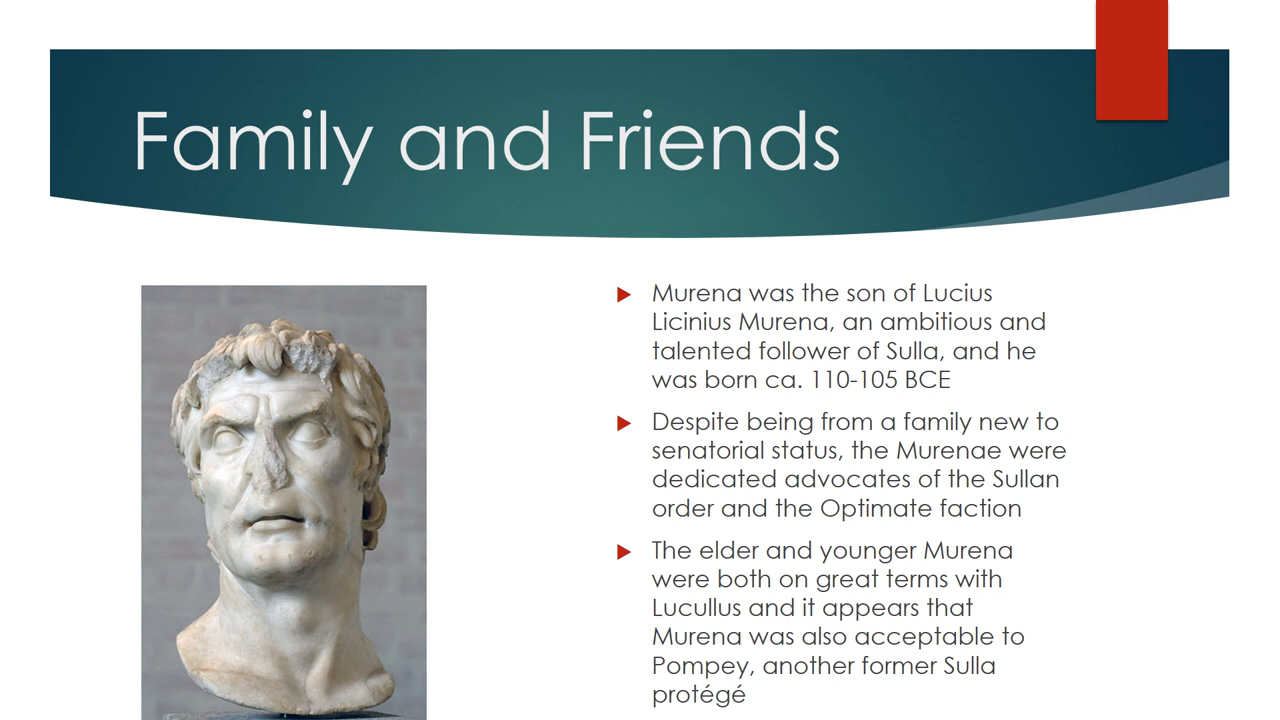 Family and Friends
Murena was the son of Lucius
Licinius Murena, an ambitious and
talented follower of Sulla, and he
was born ca. 110-105 BCE
Despite being from a family new to
senatorial status, the Murenae were
dedicated advocates of the Sullan
order and the Optimate faction
The elder and younger Murena
were both on great terms with
Lucullus and it appears that
Murena was also acceptable to
Pompey, another former Sulla
protégé